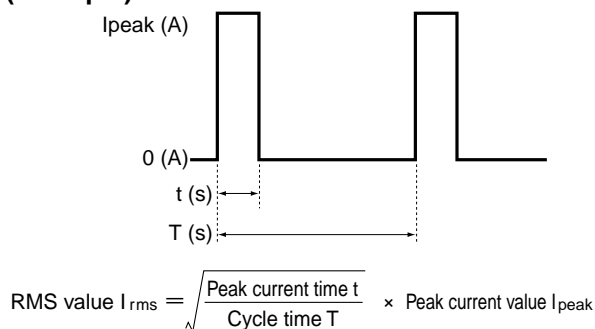 Ipeak (A)
0 (A)
t (s)
T (s)
RMS value Irms = √ Peak current time t / Cycle time T × Peak current value Ipeak